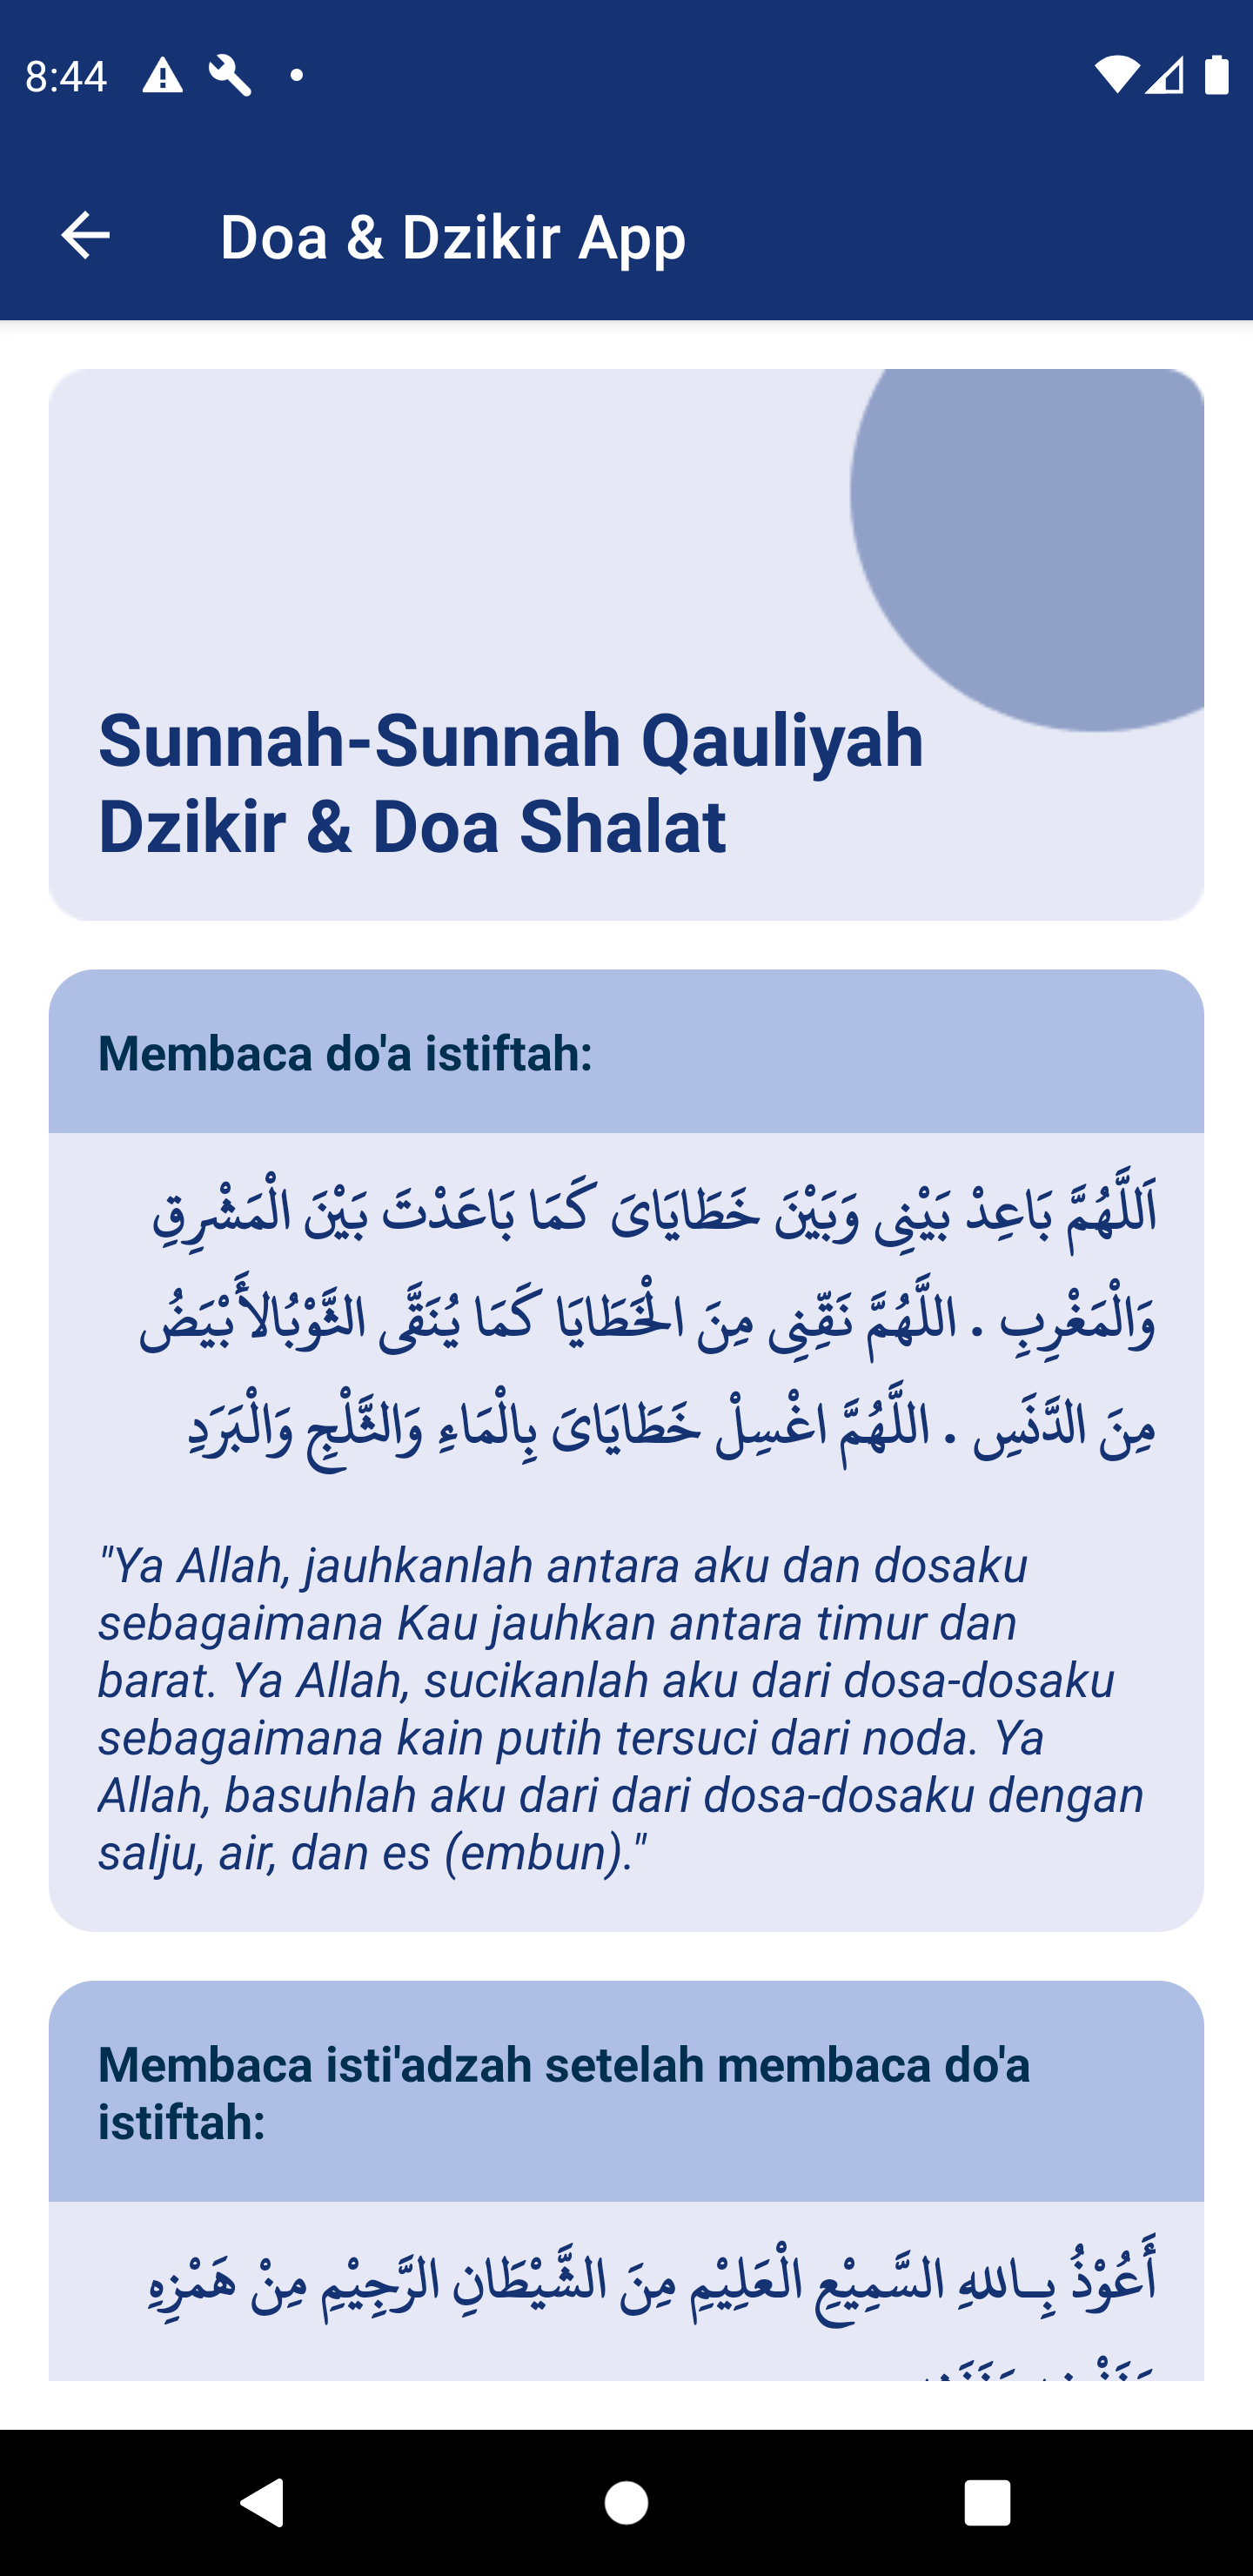 8:44
Doa & Dzikir App
Sunnah-Sunnah Qauliyah
Dzikir & Doa Shalat
Membaca do'a istiftah:
اَللَّهُمَّ بَاعِدْ بَيْنِى وَبَيْنَ خَطَايَاىَ كَمَا بَاعَدْتَ بَيْنَ الْمَشْرِقِ
وَالْمَغْرِبِ . اللَّهُمَّ نَقِّنِى مِنَ الْخَطَايَا كَمَا يُنَقَّى الثَّوْبُالأَبْيَضُ
مِنَ الدَّنَسِ . اللَّهُمَّ اغْسِلْ خَطَايَاىَ بِالْمَاءِ وَالثَّلْجِ وَالْبَرَدِ
"Ya Allah, jauhkanlah antara aku dan dosaku
sebagaimana Kau jauhkan antara timur dan
barat. Ya Allah, sucikanlah aku dari dosa-dosaku
sebagaimana kain putih tersuci dari noda. Ya
Allah, basuhlah aku dari dari dosa-dosaku dengan
salju, air, dan es (embun)."
Membaca isti'adzah setelah membaca do'a
istiftah:
أَعُوْذُ بِـاللهِ السَّمِيْعِ الْعَلِيْمِ مِنَ الشَّيْطَانِ الرَّجِيْمِ مِنْ هَمْزِهِ